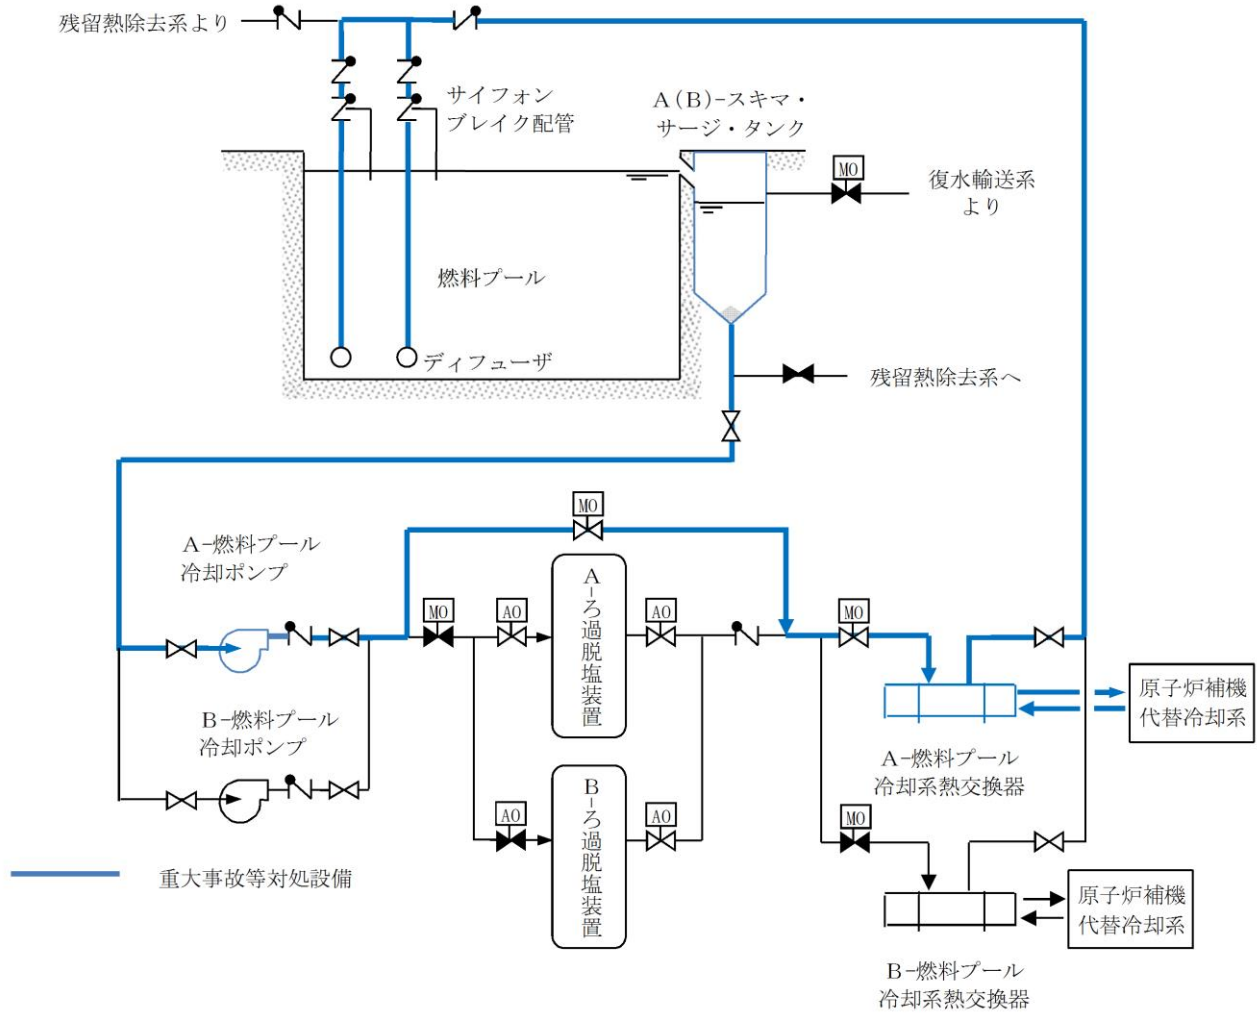 残留熱除去系より
サイフォン
ブレイク配管
A(B)-スキマ・
サージ・タンク
MO
復水輸送系
より
燃料プール
ディフューザ
残留熱除去系へ
MO
A-燃料プール
冷却ポンプ
MO
AO
A-ろ過脱塩装置
AO
MO
原子炉補機
代替冷却系
B-燃料プール
冷却ポンプ
A-燃料プール
冷却系熱交換器
AO
B-ろ過脱塩装置
AO
MO
重大事故等対処設備
原子炉補機
代替冷却系
B-燃料プール
冷却系熱交換器